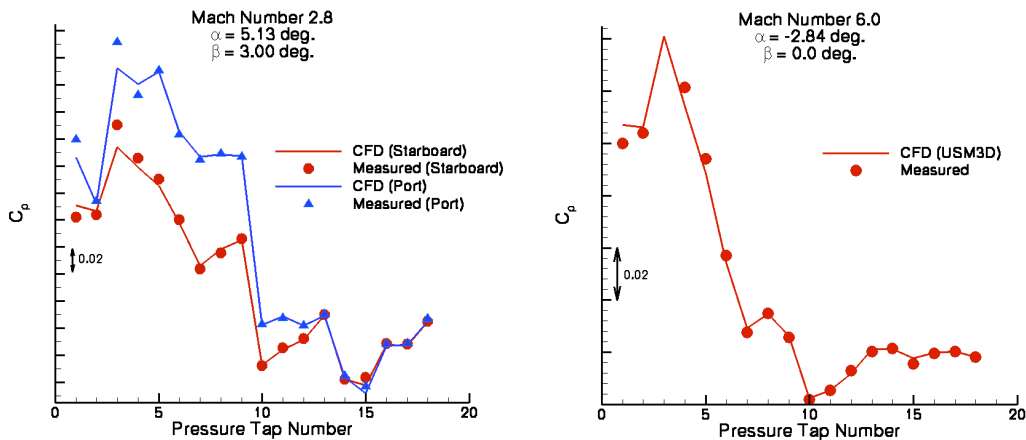 Mach Number 2.8
α = 5.13 deg.
β = 3.00 deg.
CFD (Starboard)
Measured (Starboard)
CFD (Port)
Measured (Port)
Cp
0.02
0 5 10 15 20
Pressure Tap Number
Mach Number 6.0
α = -2.84 deg.
β = 0.0 deg.
CFD (USM3D)
Measured
Cp
0.02
0 5 10 15 20
Pressure Tap Number